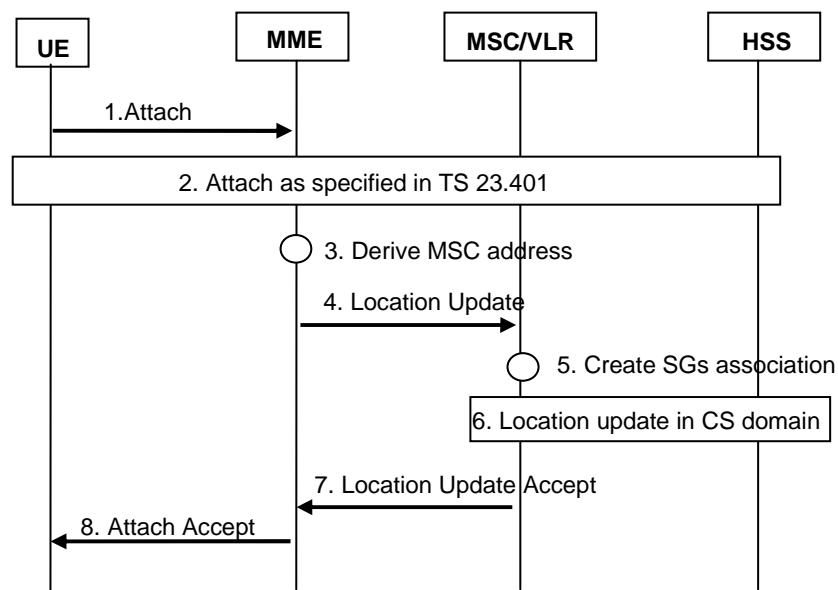 UE
MME
MSC/VLR
HSS
1.Attach
2. Attach as specified in TS 23.401
3. Derive MSC address
4. Location Update
5. Create SGs association
6. Location update in CS domain
7. Location Update Accept
8. Attach Accept